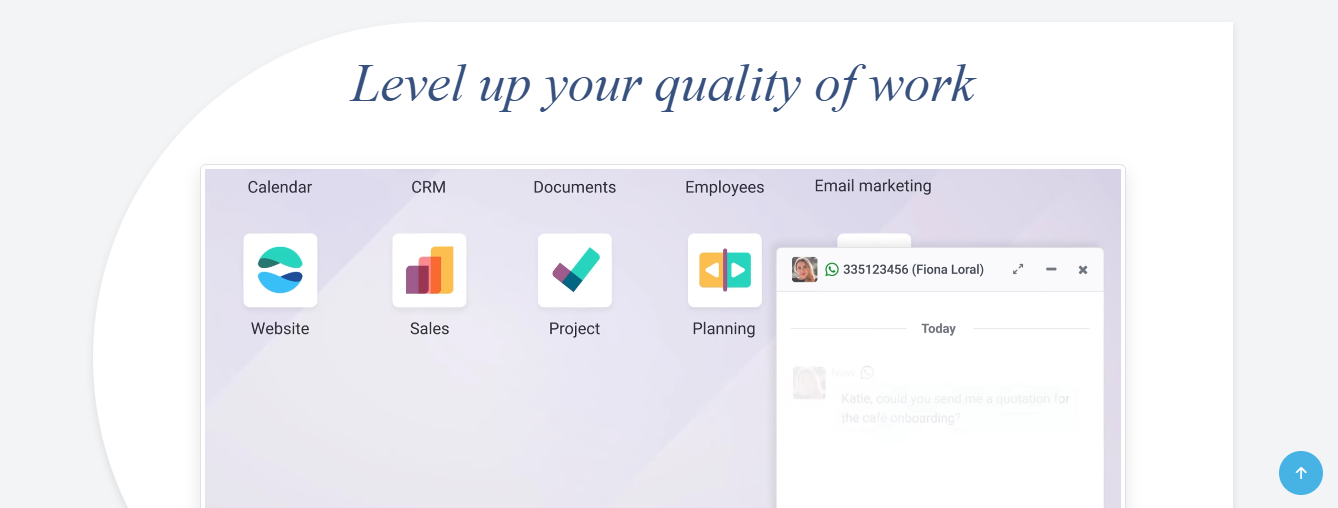 Level up your quality of work
Calendar
CRM
Documents
Employees
Email marketing
335123456 (Fiona Loral)
Website
Sales
Project
Planning
Today
Now
Katie, could you send me a quotation for
the café onboarding?